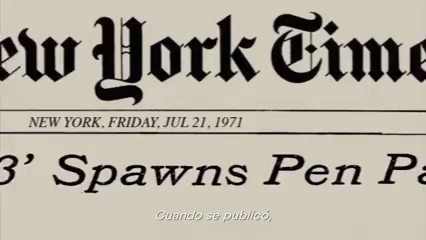 ew York Time
NEW YORK, FRIDAY, JUL 21, 1971
3' Spawns Pen Pa
Cuando se publicó,